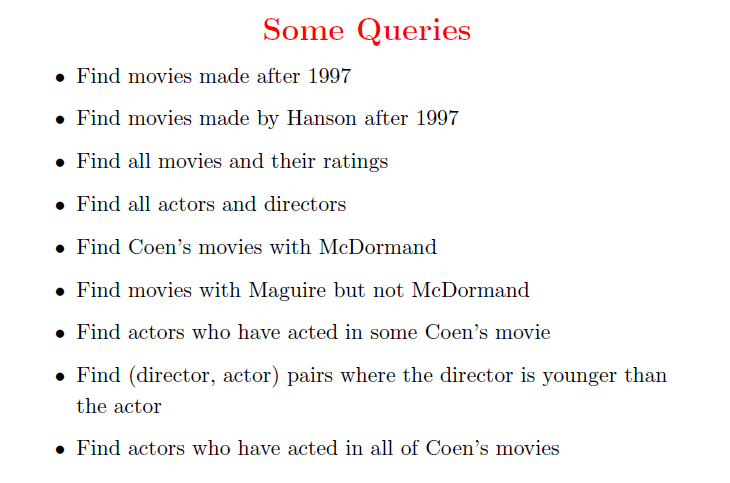 Some Queries
• Find movies made after 1997
• Find movies made by Hanson after 1997
• Find all movies and their ratings
• Find all actors and directors
• Find Coen's movies with McDormand
• Find movies with Maguire but not McDormand
• Find actors who have acted in some Coen's movie
• Find (director, actor) pairs where the director is younger than
the actor
• Find actors who have acted in all of Coen's movies